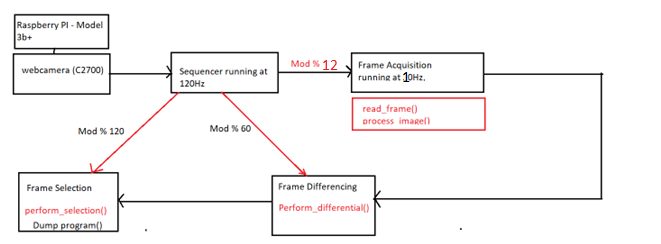 Raspberry PI - Model
3b+
webcamera (C2700)
Sequencer running at
120Hz
Mod % 12
Frame Acquisition
running at 10Hz.
read_frame()
process_image()
Mod % 120
Mod % 60
Frame Selection
perform_selection()
Dump program()
Frame Differencing
Perform_differential()